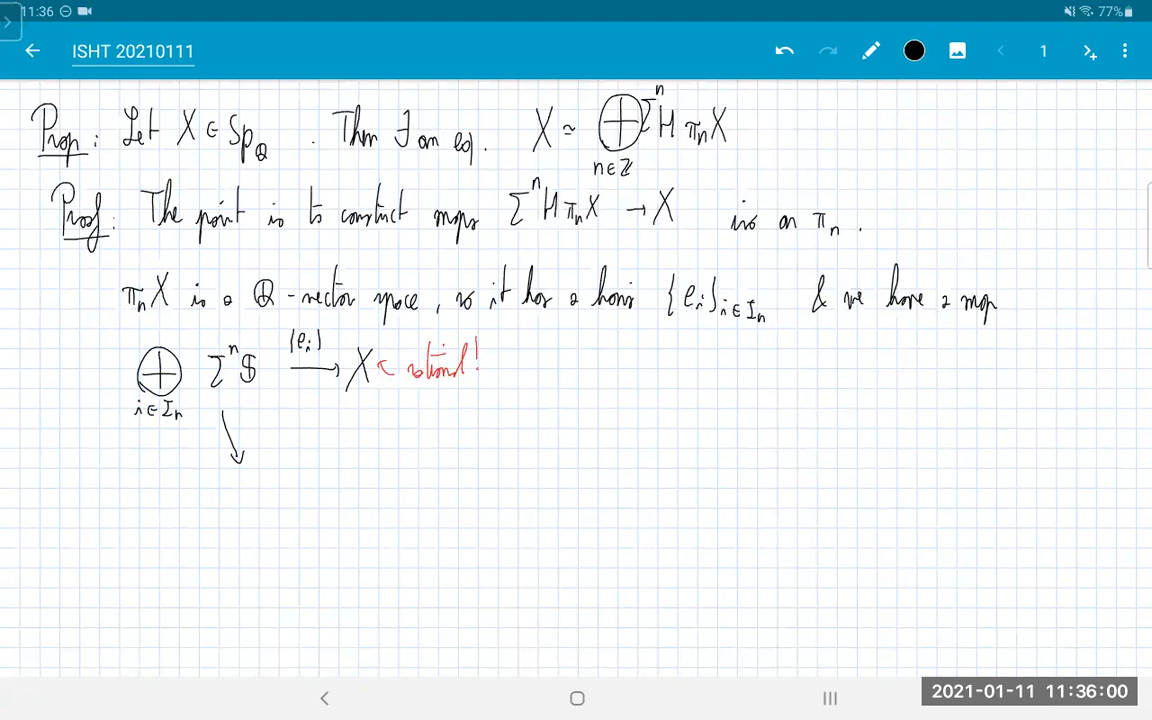 11:36
77%
ISHT 20210111
1
Prop: Let X ∈ Sp_ℚ. Then ∃ an eq. X ≃ ⊕_{n∈ℤ} Σ^n H π_n X
Proof: The point is to construct maps Σ^n H π_n X → X iso on π_n.
π_n X is a ℚ-vector space, so it has a basis {e_i}_{i∈I_n} & we have a map
⊕_{i∈I_n} Σ^n 𝕊 —{e_i}→ X ← rational!
2021-01-11 11:36:00